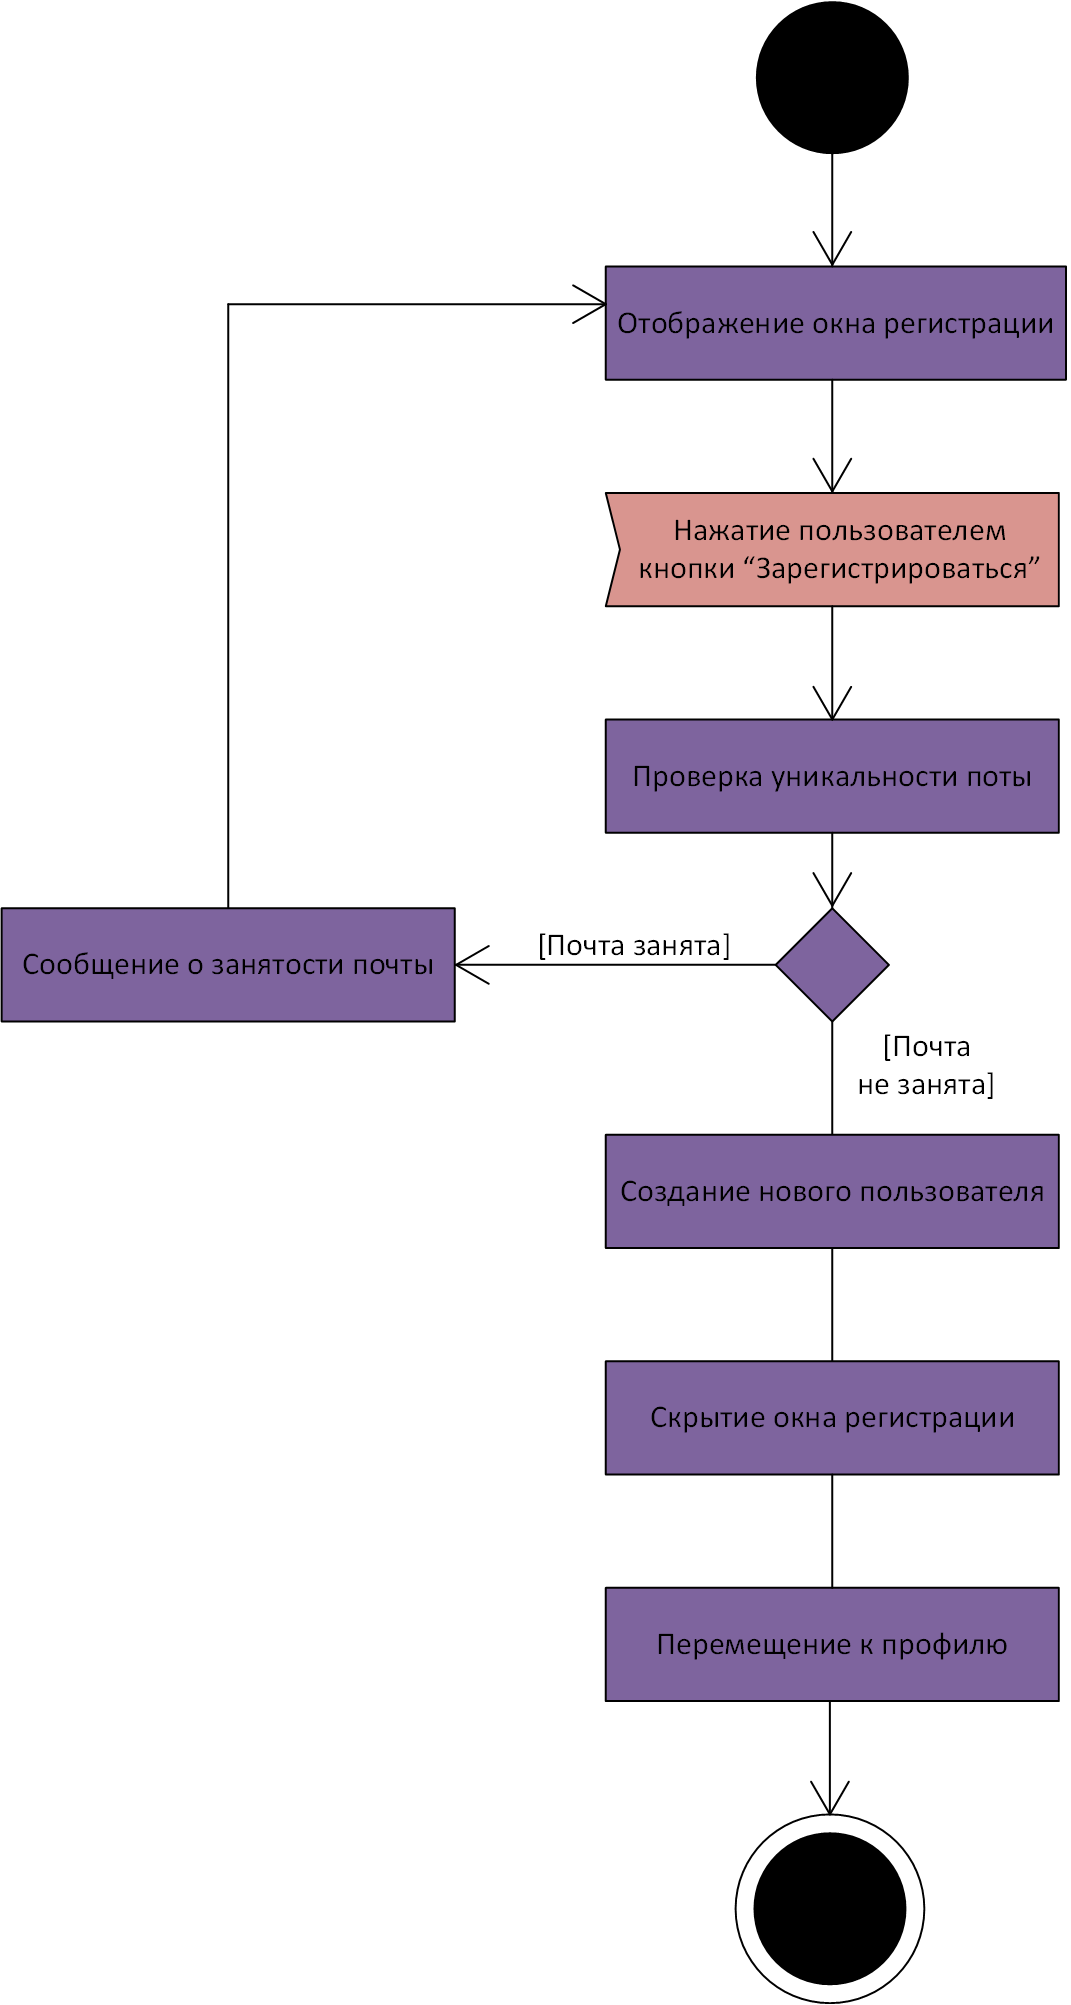 Отображение окна регистрации
Нажатие пользователем
кнопки “Зарегистрироваться”
Проверка уникальности поты
[Почта занята]
Сообщение о занятости почты
[Почта
не занята]
Создание нового пользователя
Скрытие окна регистрации
Перемещение к профилю